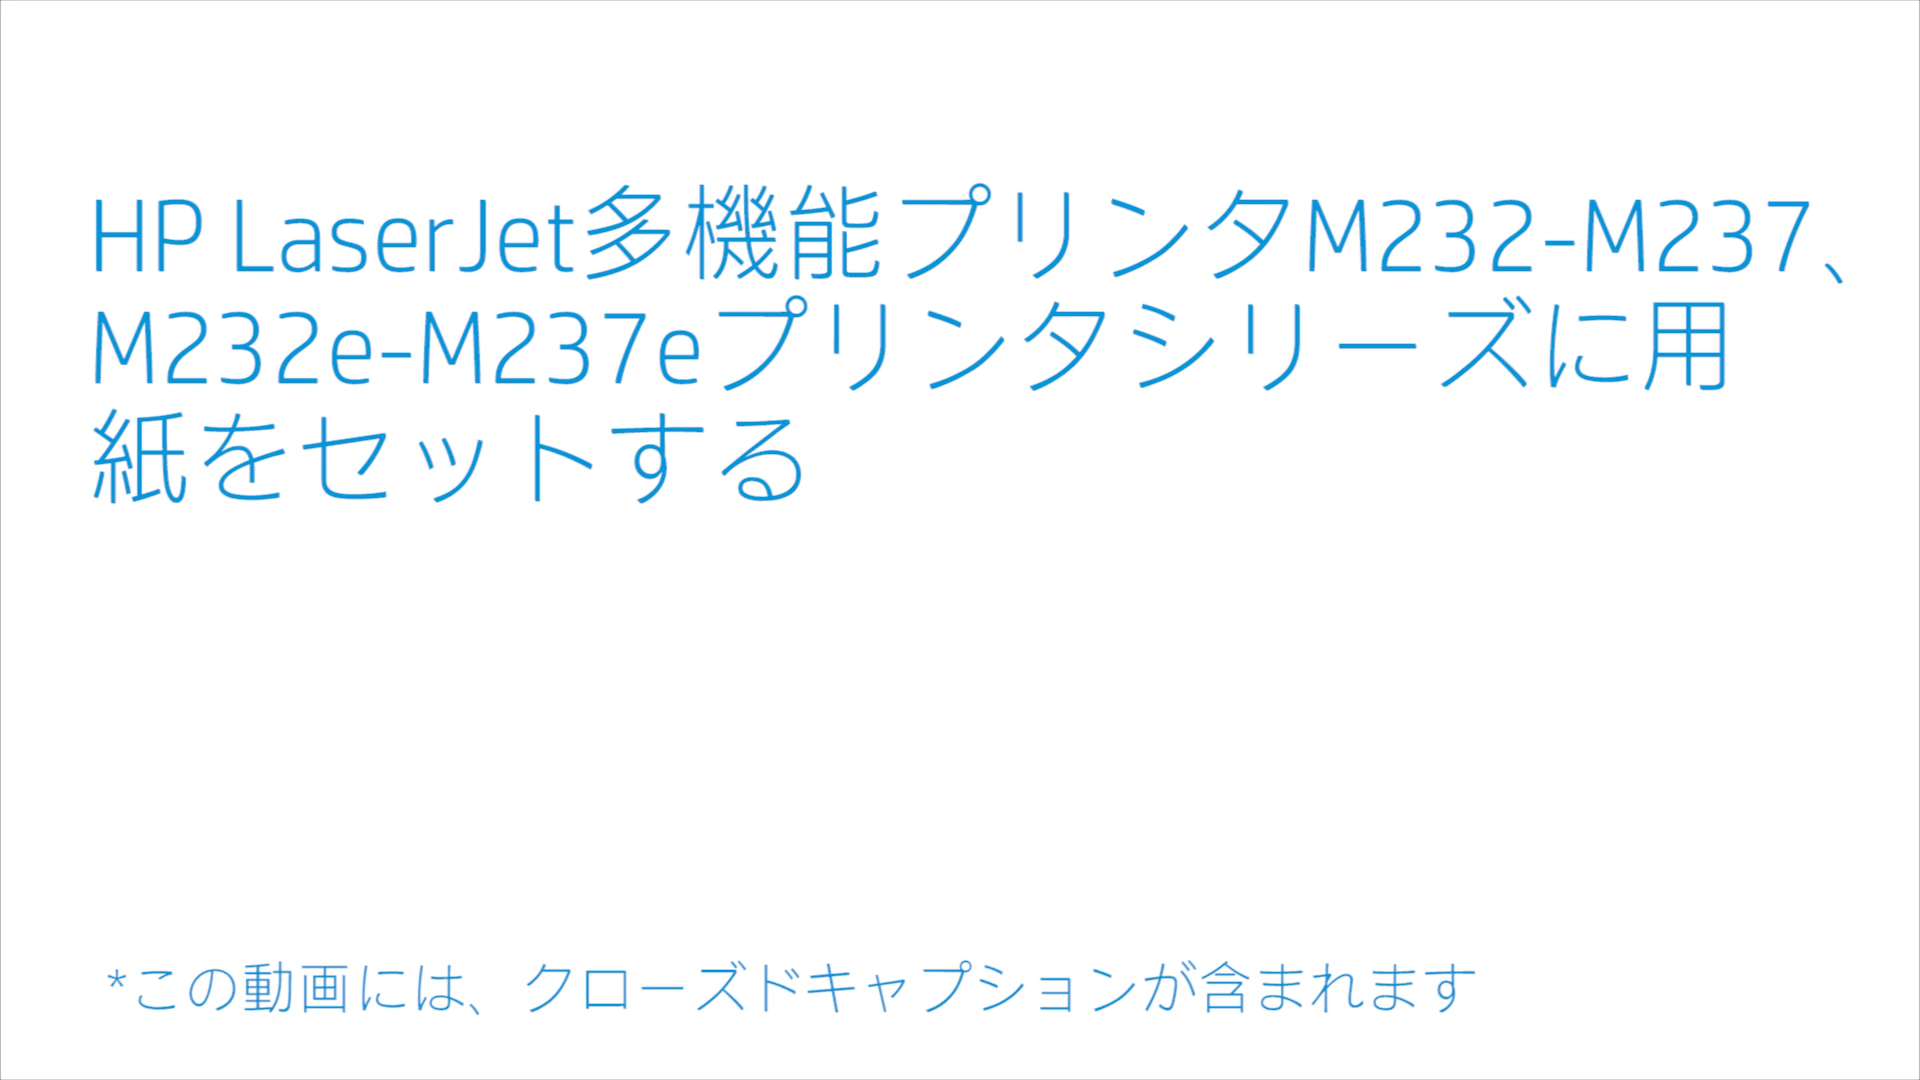 HP LaserJet多機能プリンタM232-M237、
M232e-M237eプリンタシリーズに用
紙をセットする
*この動画には、クローズドキャプションが含まれます